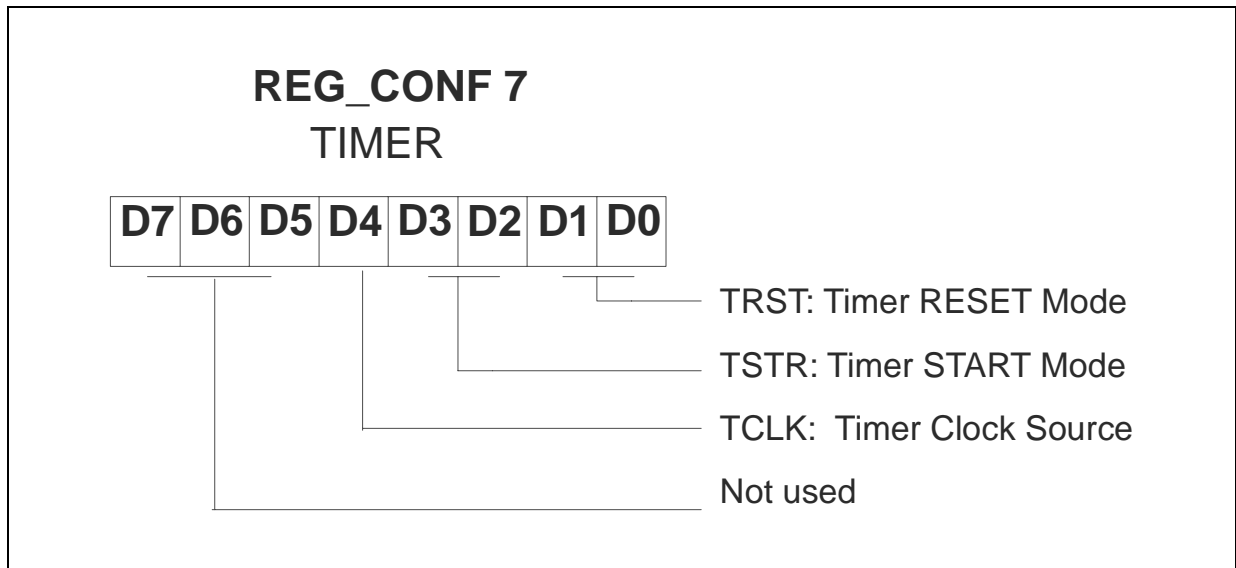 REG_CONF 7
TIMER
D7 D6 D5 D4 D3 D2 D1 D0
TRST: Timer RESET Mode
TSTR: Timer START Mode
TCLK: Timer Clock Source
Not used